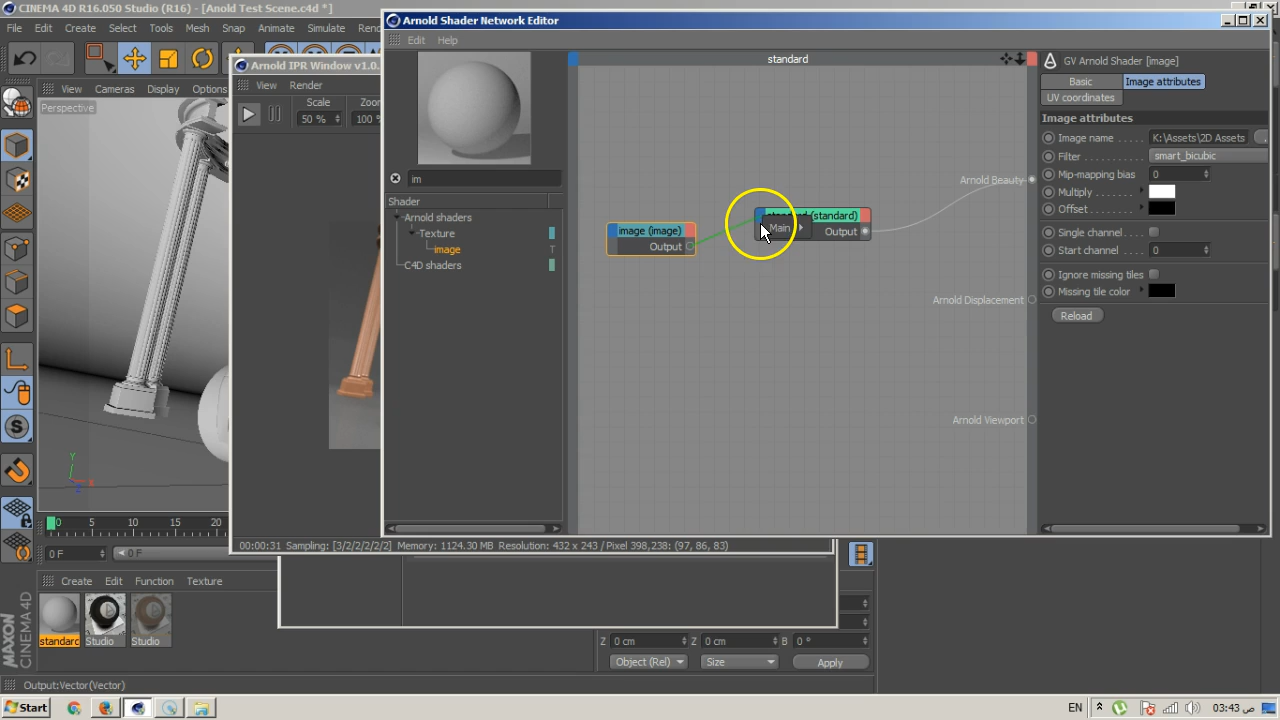 CINEMA 4D R16.050 Studio (R16) - [Anold Test Scene.c4d *]
File Edit Create Select Tools Mesh Snap Animate Simulate
View Cameras Display Options
Perspective
0 5 10 15 20
0 F
0 F
Create Edit Function Texture
standarc
Studio
Studio
MAXON
CINEMA 4D
Output:Vector(Vector)
Start
EN
03:43 ص
Arnold IPR Window v1.0.
View Render
Scale
Zoo
50 %
100 %
00:00:31 Sampling: [3/2/2/2/2/2] Memory: 1124.30 MB Resolution: 432 x 243 / Pixel 398,238: (97, 86, 83)
Z 0 cm Z 0 cm B 0 °
Object (Rel) Size Apply
Arnold Shader Network Editor
Edit Help
im
Shader
Arnold shaders
Texture
image T
C4D shaders
standard
image (image)
Output
(standard)
Main
Output
Arnold Beauty
Arnold Displacement
Arnold Viewport
GV Arnold Shader [image]
Basic Image attributes
UV coordinates
Image attributes
Image name K:\Assets\2D Assets
Filter smart_bicubic
Mip-mapping bias 0
Multiply
Offset
Single channel
Start channel 0
Ignore missing tiles
Missing tile color
Reload